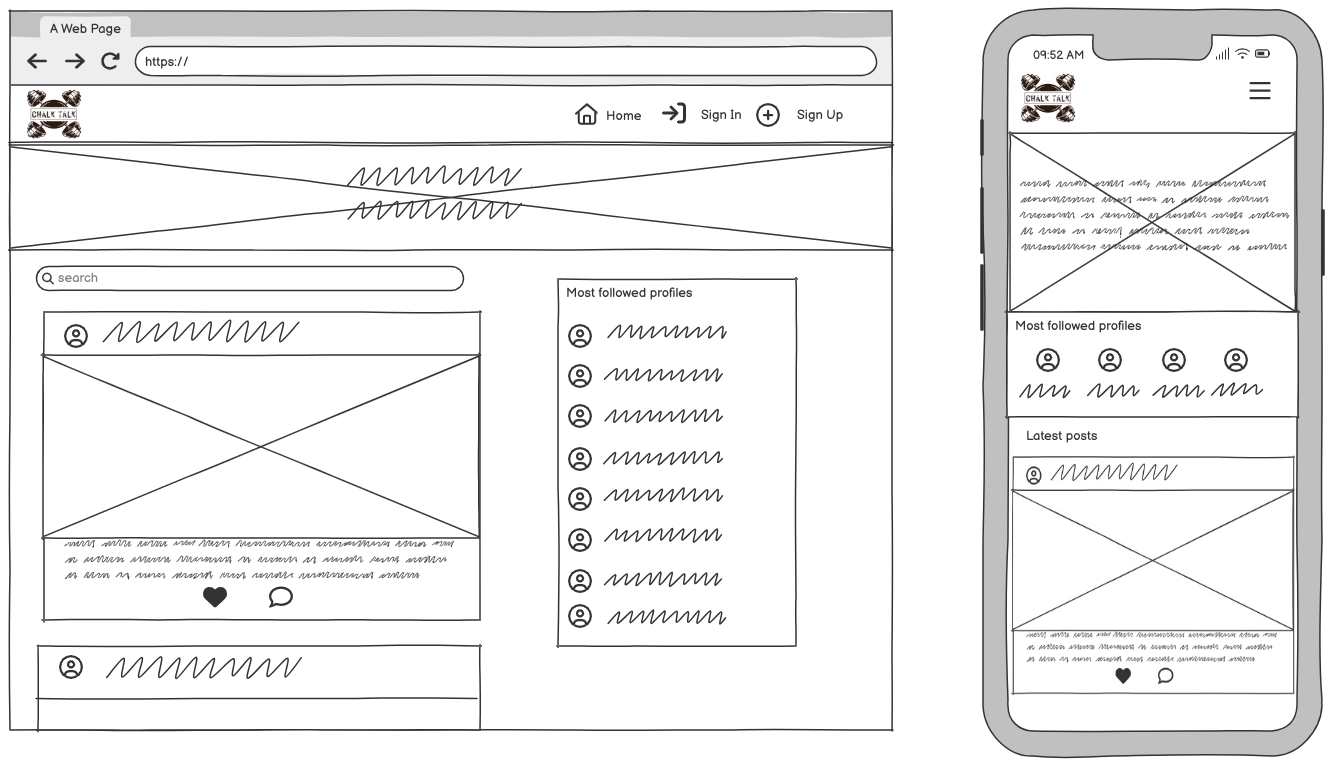 A Web Page
https://
CHALK TALK
Home
Sign In
Sign Up
search
Most followed profiles
09:52 AM
CHALK TALK
Most followed profiles
Latest posts